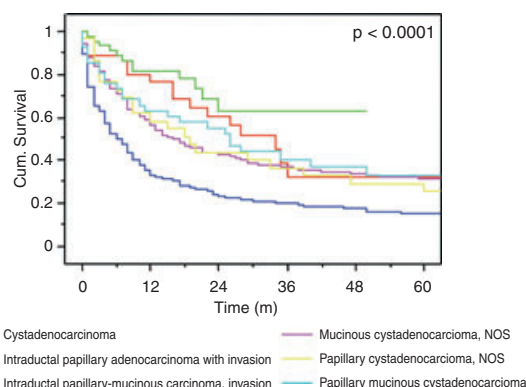 p < 0.0001
1
0.8
0.6
0.4
0.2
0
Cum. Survival
0 12 24 36 48 60
Time (m)
Cystadenocarcinoma
Intraductal papillary adenocarcinoma with invasion
Intraductal papillary-mucinous carcinoma, invasion
Mucinous cystadenocarcioma, NOS
Papillary cystadenocarcioma, NOS
Papillary mucinous cystadenocarcioma